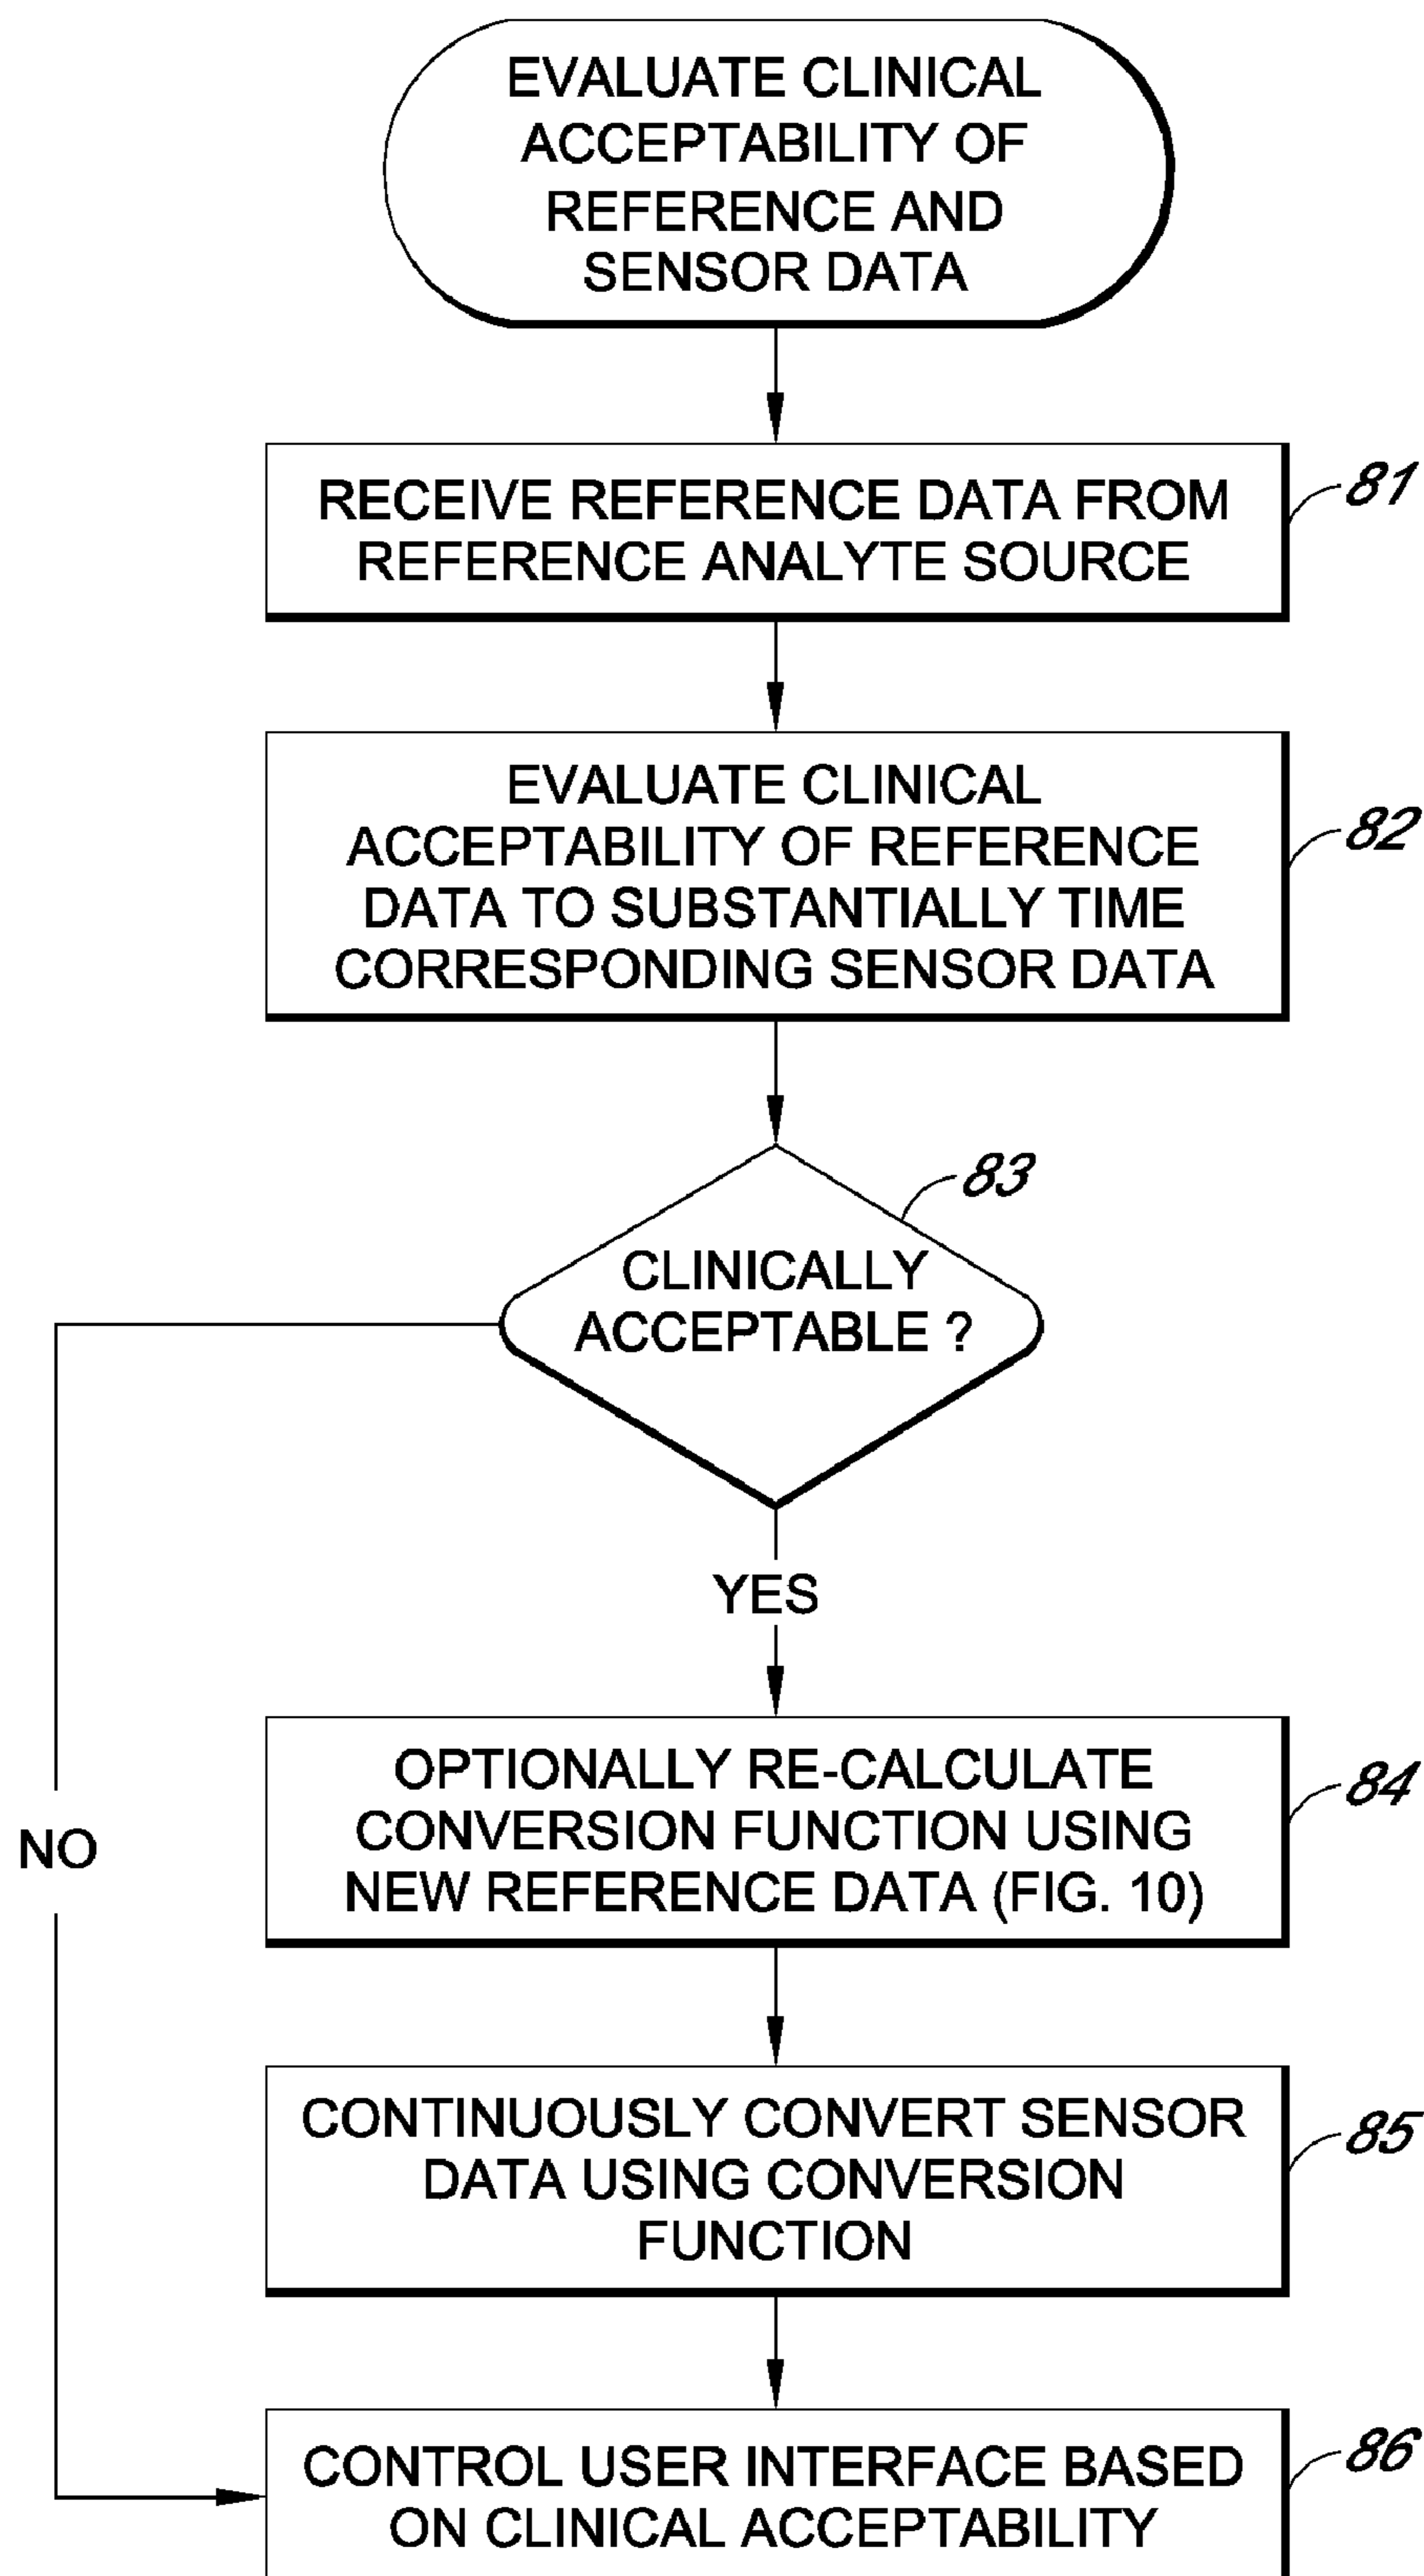 EVALUATE CLINICAL
ACCEPTABILITY OF
REFERENCE AND
SENSOR DATA
RECEIVE REFERENCE DATA FROM
REFERENCE ANALYTE SOURCE
81
EVALUATE CLINICAL
ACCEPTABILITY OF REFERENCE
DATA TO SUBSTANTIALLY TIME
CORRESPONDING SENSOR DATA
82
83
CLINICALLY
ACCEPTABLE ?
YES
NO
OPTIONALLY RE-CALCULATE
CONVERSION FUNCTION USING
NEW REFERENCE DATA (FIG. 10)
84
CONTINUOUSLY CONVERT SENSOR
DATA USING CONVERSION
FUNCTION
85
CONTROL USER INTERFACE BASED
ON CLINICAL ACCEPTABILITY
86